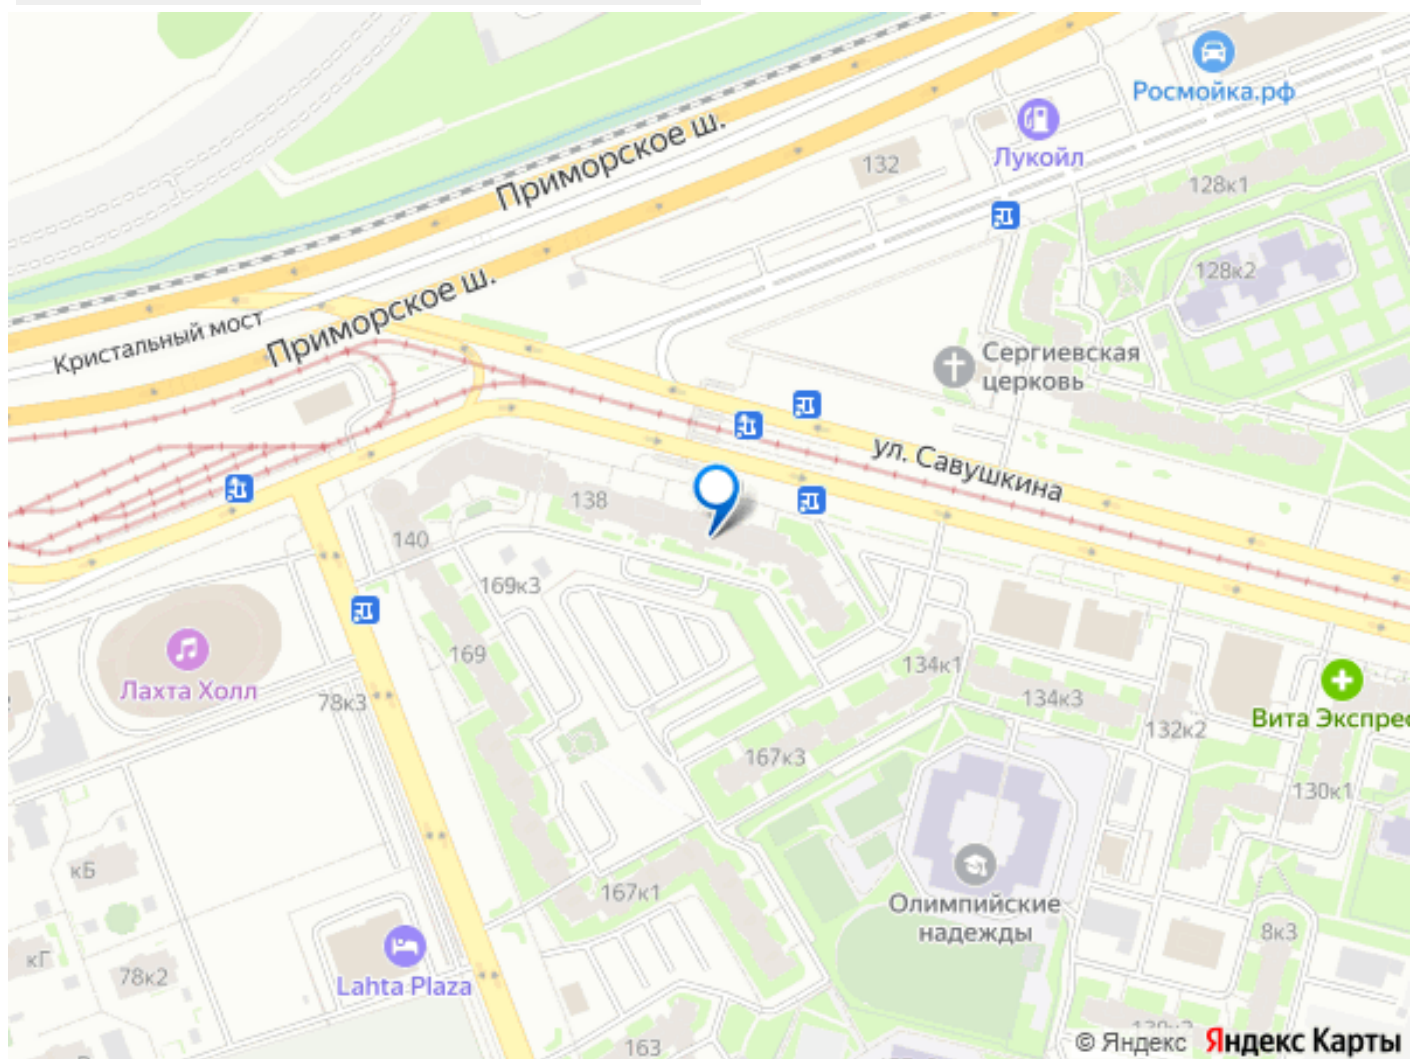 Росмойка.рф
Приморское ш.
Лукойл
132
128к1
128к2
Приморское ш.
Кристальный мост
Сергиевская
церковь
ул. Савушкина
138
140
169к3
169
134к1
Лахта Холл
78к3
134к3
132к2
Вита Экспрес
167к3
130к1
кБ
167к1
Олимпийские
надежды
8к3
кГ
78к2
Lahta Plaza
163
© Яндекс Яндекс Карты